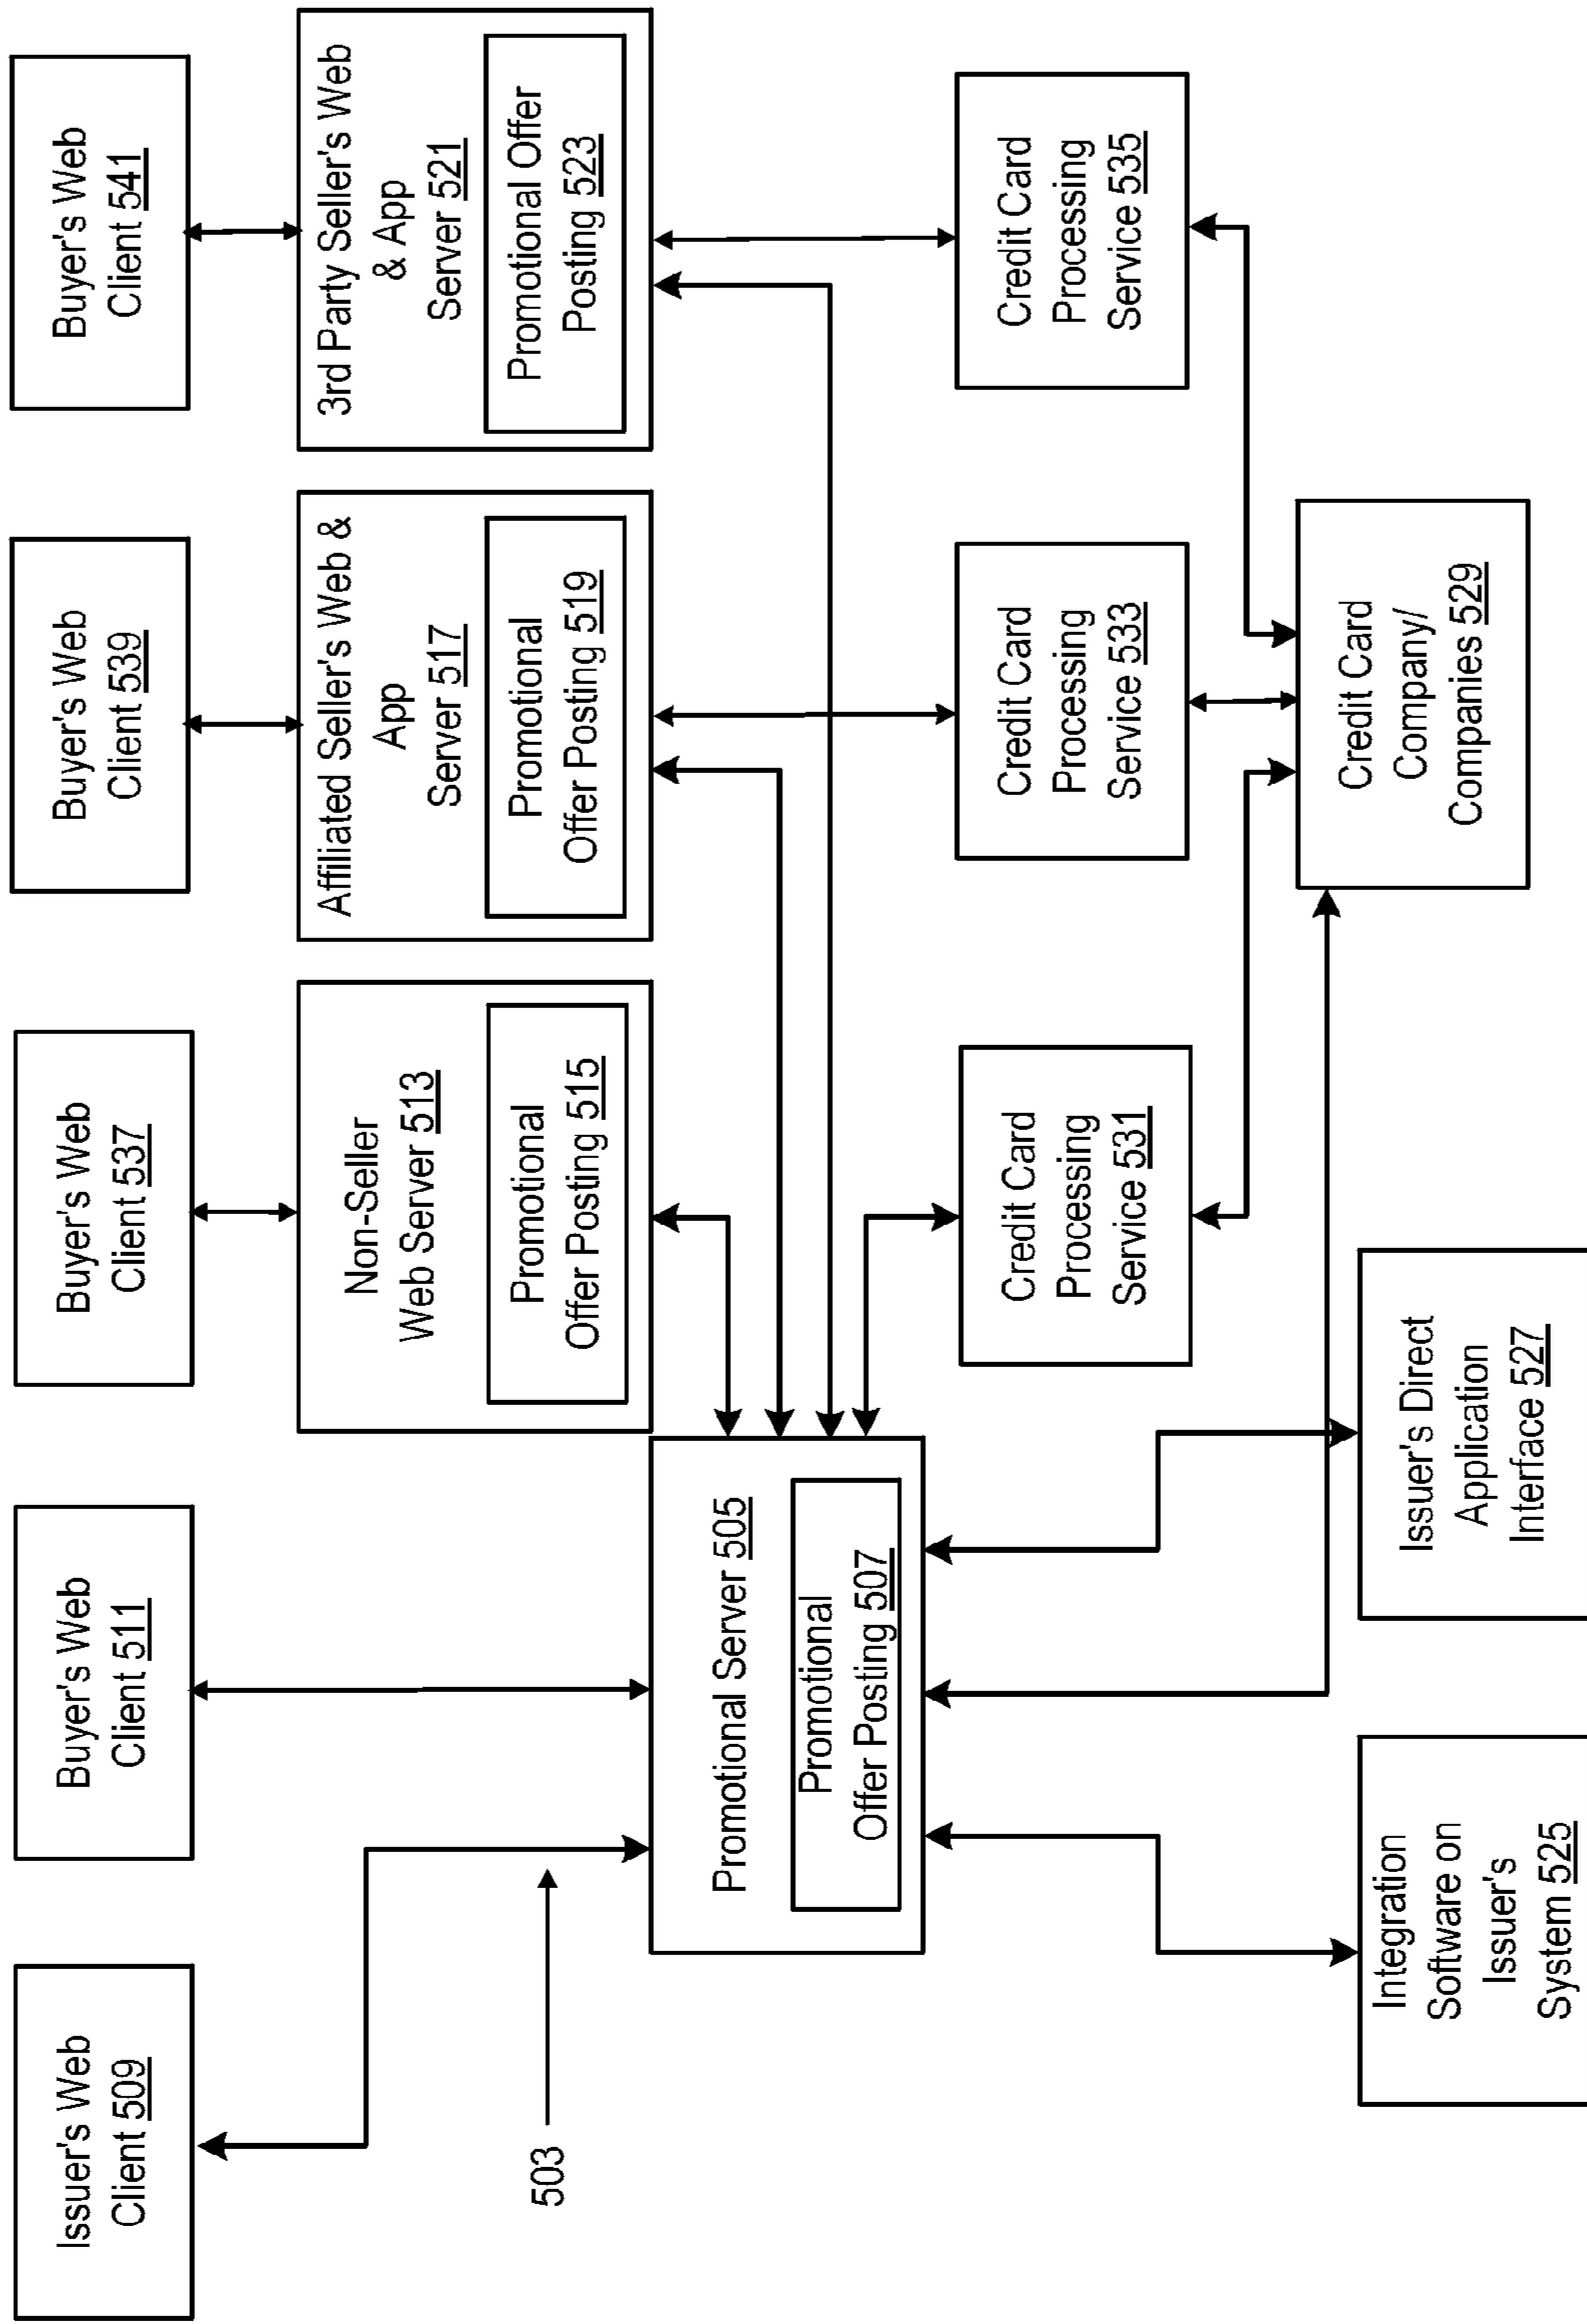 Issuer's Web
Client 509
Buyer's Web
Client 511
Buyer's Web
Client 537
Buyer's Web
Client 539
Buyer's Web
Client 541
Non-Seller
Web Server 513
Promotional
Offer Posting 515
Affiliated Seller's Web &
App
Server 517
Promotional
Offer Posting 519
3rd Party Seller's Web
& App
Server 521
Promotional Offer
Posting 523
503
Promotional Server 505
Promotional
Offer Posting 507
Credit Card
Processing
Service 531
Credit Card
Processing
Service 533
Credit Card
Processing
Service 535
Integration
Software on
Issuer's
System 525
Issuer's Direct
Application
Interface 527
Credit Card
Company/
Companies 529